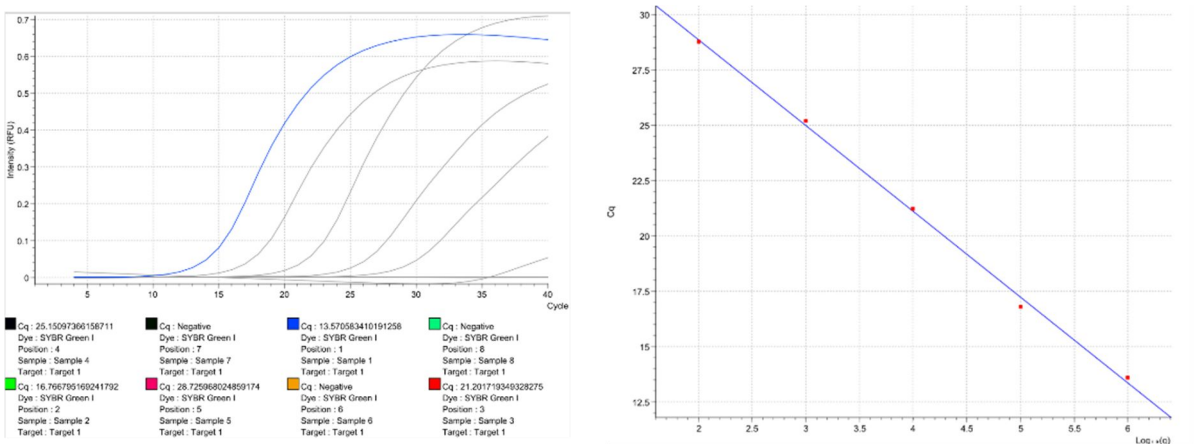 0.7
0.6
0.5
0.4
0.3
0.2
0.1
0
Intensity (RFU)
5
10
15
20
25
30
35
40
Cycle
Cq : 25.15097366158711
Dye : SYBR Green I
Position : 4
Sample : Sample 4
Target : Target 1
Cq : Negative
Dye : SYBR Green I
Position : 7
Sample : Sample 7
Target : Target 1
Cq : 13.570583410191258
Dye : SYBR Green I
Position : 1
Sample : Sample 1
Target : Target 1
Cq : Negative
Dye : SYBR Green I
Position : 8
Sample : Sample 8
Target : Target 1
Cq : 16.766795169241792
Dye : SYBR Green I
Position : 2
Sample : Sample 2
Target : Target 1
Cq : 28.725968024859174
Dye : SYBR Green I
Position : 5
Sample : Sample 5
Target : Target 1
Cq : Negative
Dye : SYBR Green I
Position : 6
Sample : Sample 6
Target : Target 1
Cq : 21.201719349328275
Dye : SYBR Green I
Position : 3
Sample : Sample 3
Target : Target 1
30
27.5
25
22.5
20
17.5
15
12.5
Cq
2
2.5
3
3.5
4
4.5
5
5.5
6